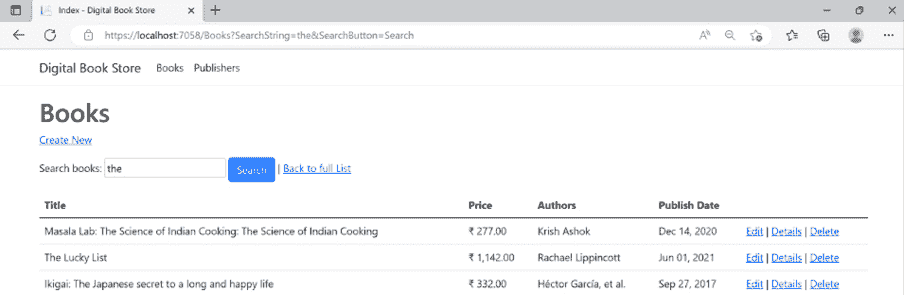 Index - Digital Book Store
https://localhost:7058/Books?SearchString=the&SearchButton=Search
Digital Book Store Books Publishers
Books
Create New
Search books: the Search | Back to full List
Title Price Authors Publish Date
Masala Lab: The Science of Indian Cooking: The Science of Indian Cooking ₹ 277.00 Krish Ashok Dec 14, 2020 Edit | Details | Delete
The Lucky List ₹ 1,142.00 Rachael Lippincott Jun 01, 2021 Edit | Details | Delete
Ikigai: The Japanese secret to a long and happy life ₹ 332.00 Héctor García, et al. Sep 27, 2017 Edit | Details | Delete